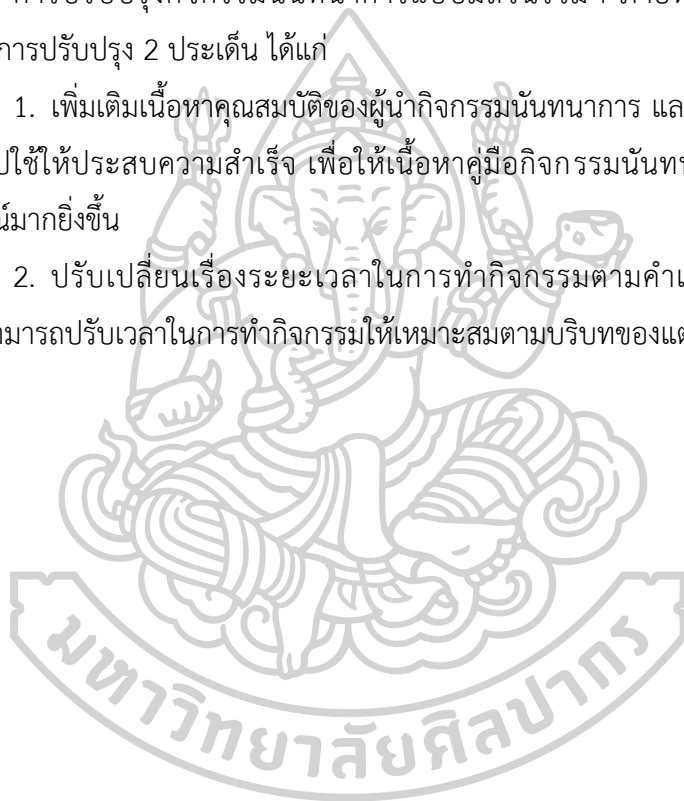 การปรับปรุง 2 ประเด็น ได้แก่
1. เพิ่มเติมเนื้อหาคุณสมบัติของผู้นำกิจกรรมนันทนาการ และ
ปใช้ให้ประสบความสำเร็จ เพื่อให้เนื้อหาคู่มือกิจกรรมนันทน
ณ์มากยิ่งขึ้น
2. ปรับเปลี่ยนเรื่องระยะเวลาในการทำกิจกรรมตามคำแ
ามารถปรับเวลาในการทำกิจกรรมให้เหมาะสมตามบริบทของแต่
มหาวิทยาลัยศิลปากร